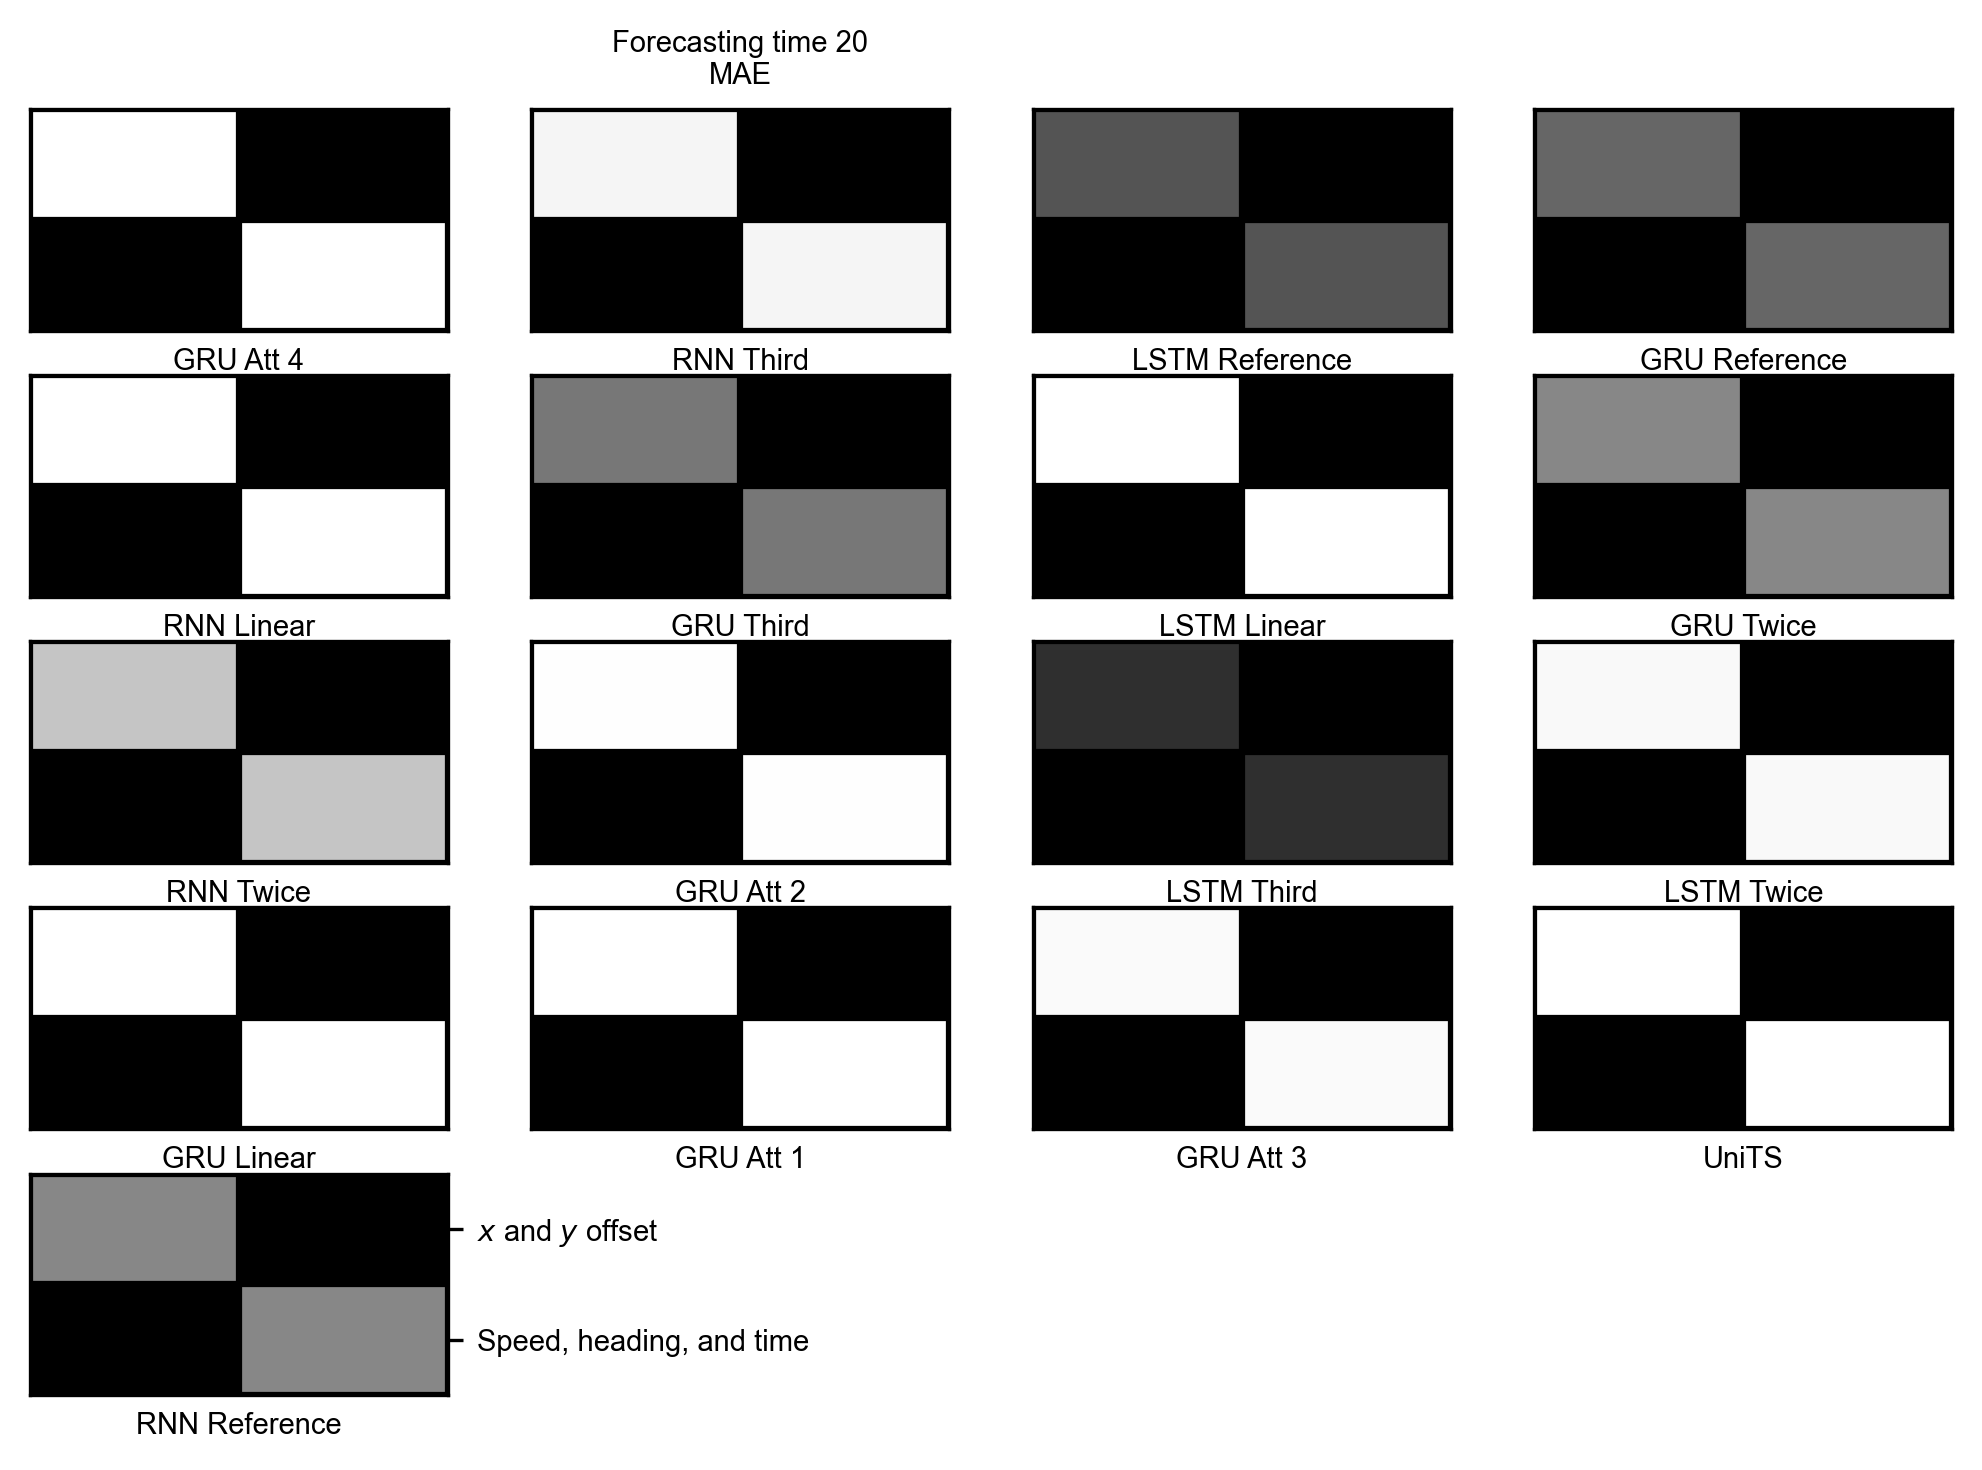 Forecasting time 20
MAE
GRU Att 4
RNN Third
LSTM Reference
GRU Reference
RNN Linear
GRU Third
LSTM Linear
GRU Twice
RNN Twice
GRU Att 2
LSTM Third
LSTM Twice
GRU Linear
GRU Att 1
GRU Att 3
UniTS
x and y offset
Speed, heading, and time
RNN Reference